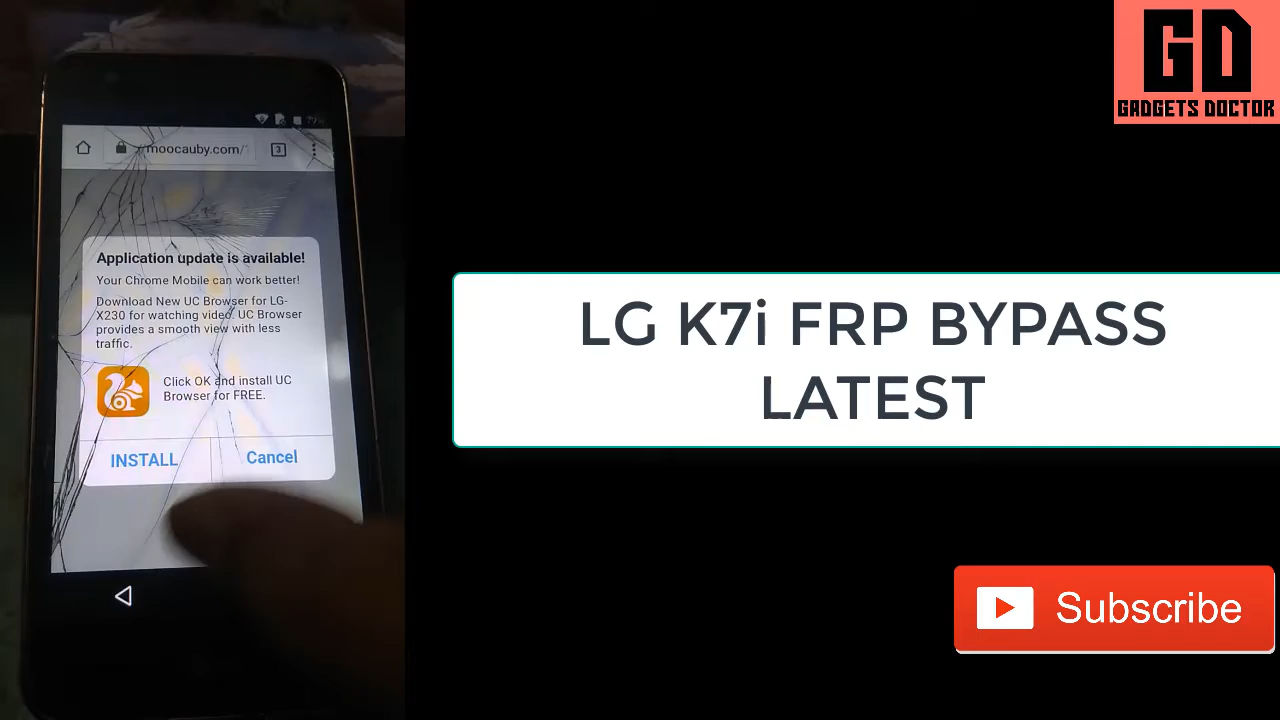 moocauby.com/
3
Application update is available!
Your Chrome Mobile can work better!
Download New UC Browser for LG-
X230 for watching video. UC Browser
provides a smooth view with less
traffic.
Click OK and install UC
Browser for FREE.
INSTALL
Cancel
GD
GADGETS DOCTOR
LG K7i FRP BYPASS
LATEST
Subscribe